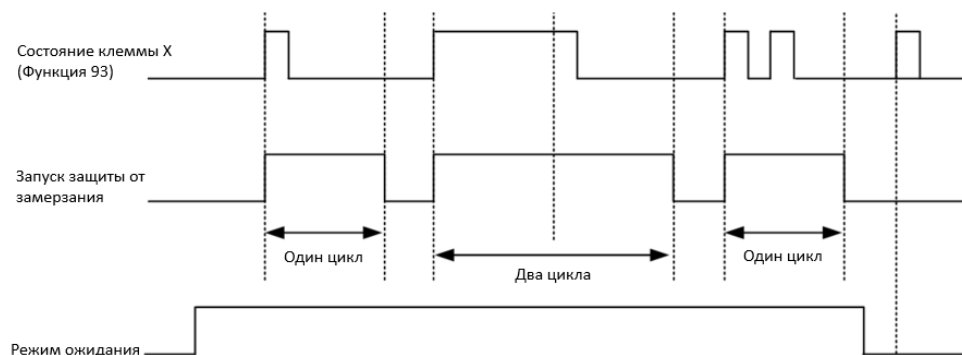 Состояние клеммы X
(Функция 93)
Запуск защиты от
замерзания
Один цикл
Два цикла
Один цикл
Режим ожидания